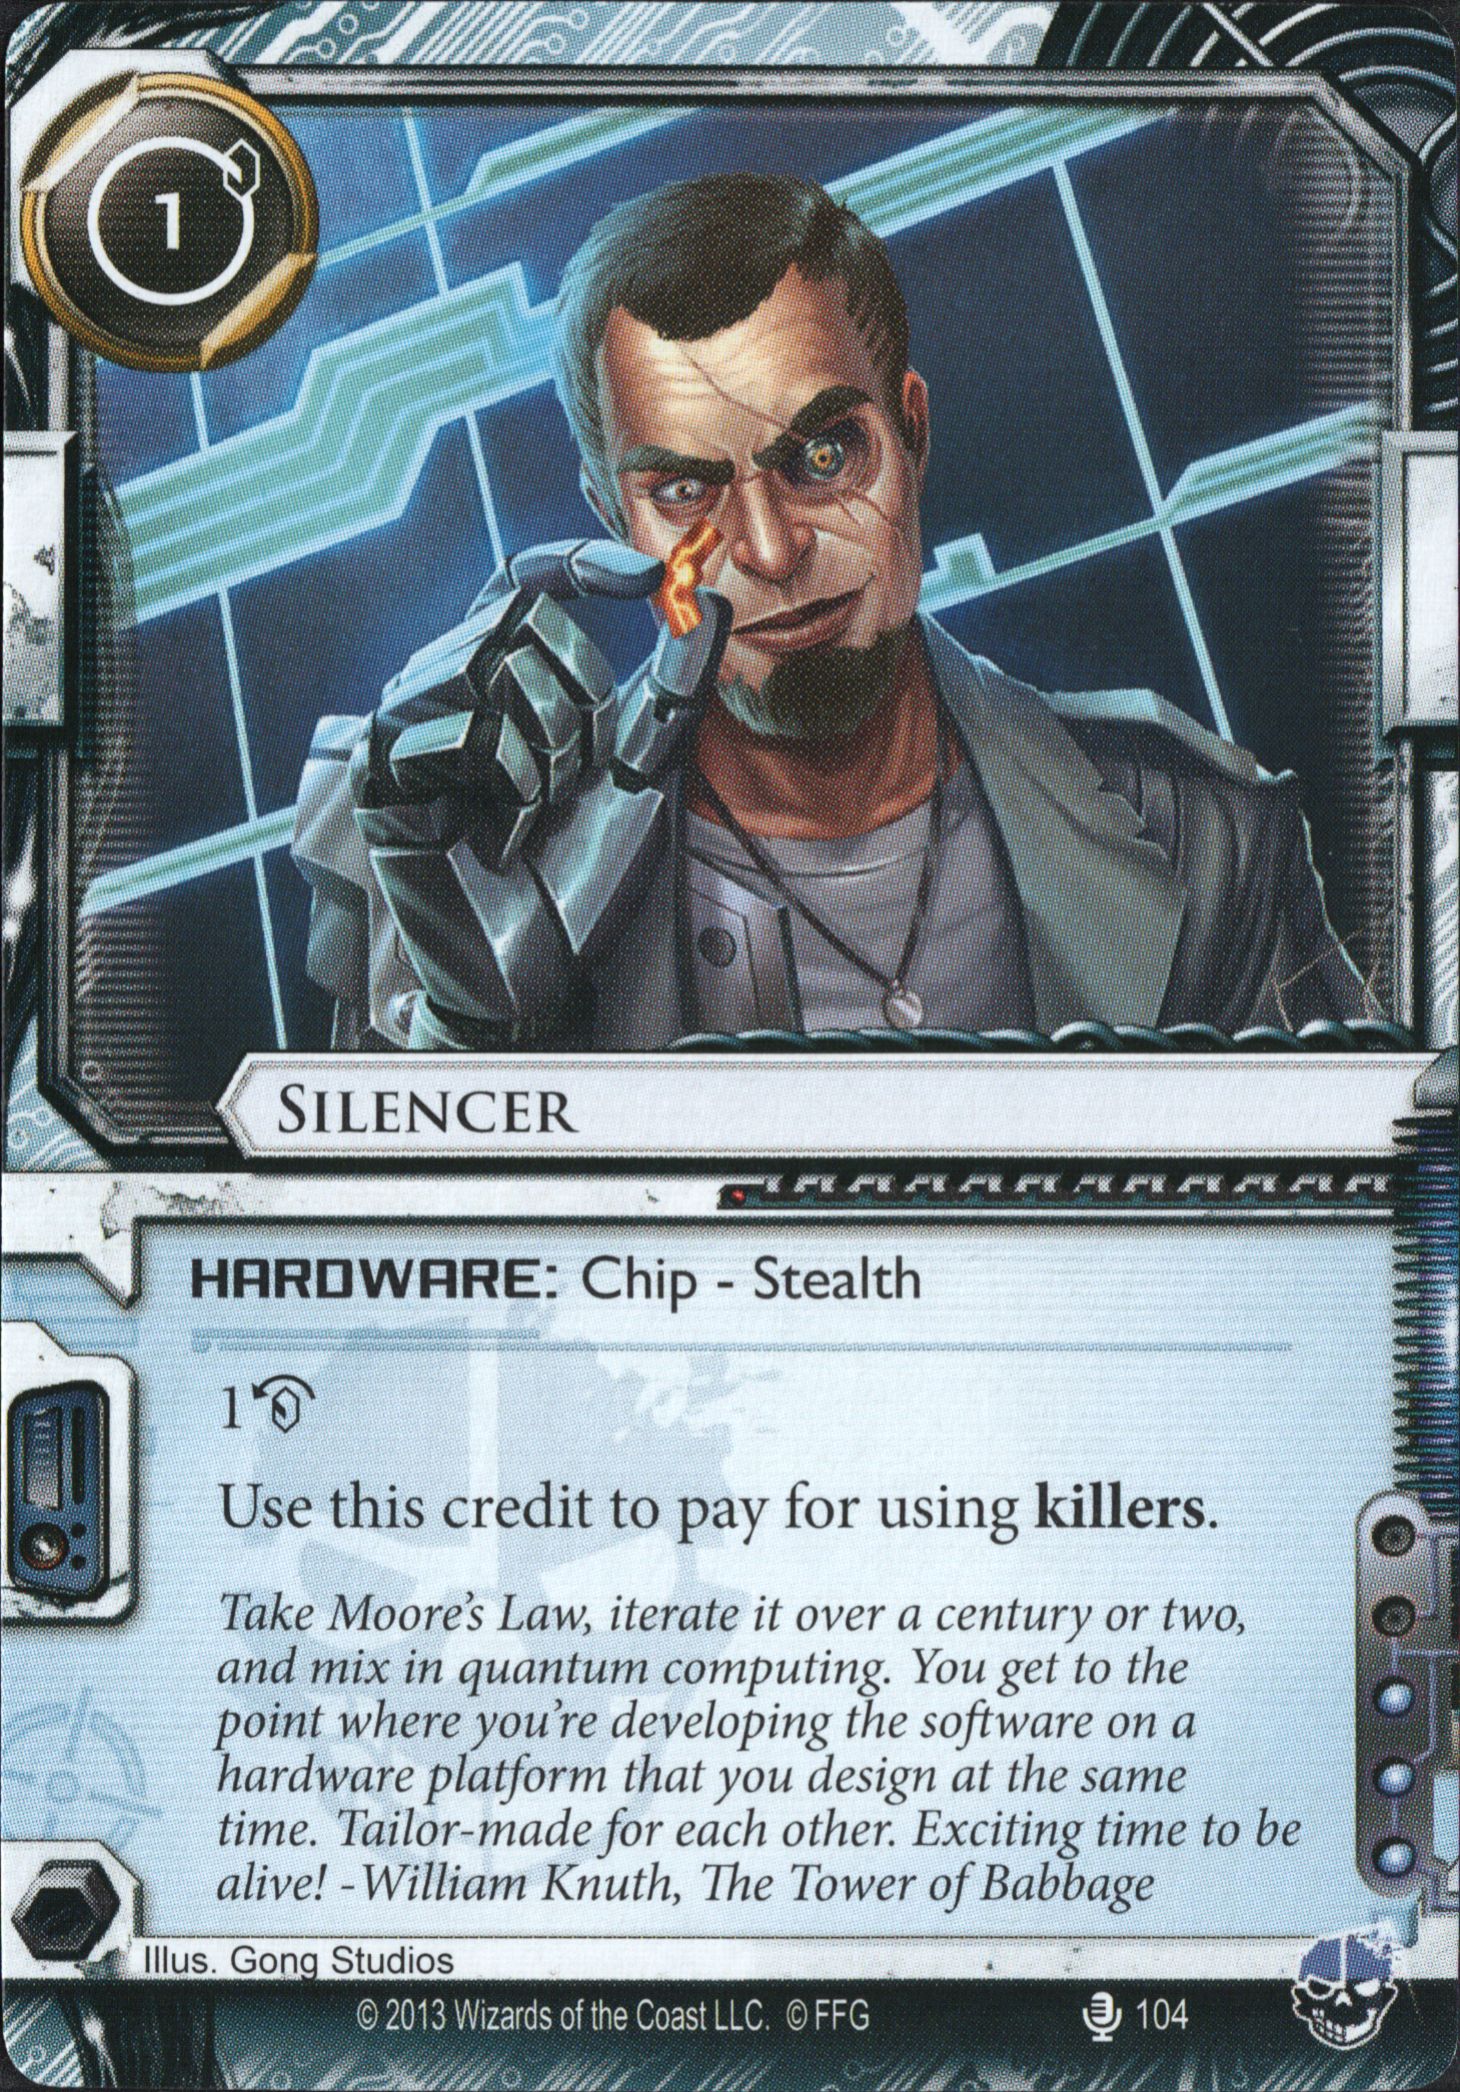 1
SILENCER
HARDWARE: Chip - Stealth
1
Use this credit to pay for using killers.
Take Moore's Law, iterate it over a century or two,
and mix in quantum computing. You get to the
point where you're developing the software on a
hardware platform that you design at the same
time. Tailor-made for each other. Exciting time to be
alive! -William Knuth, The Tower of Babbage
Illus. Gong Studios
© 2013 Wizards of the Coast LLC. © FFG
104